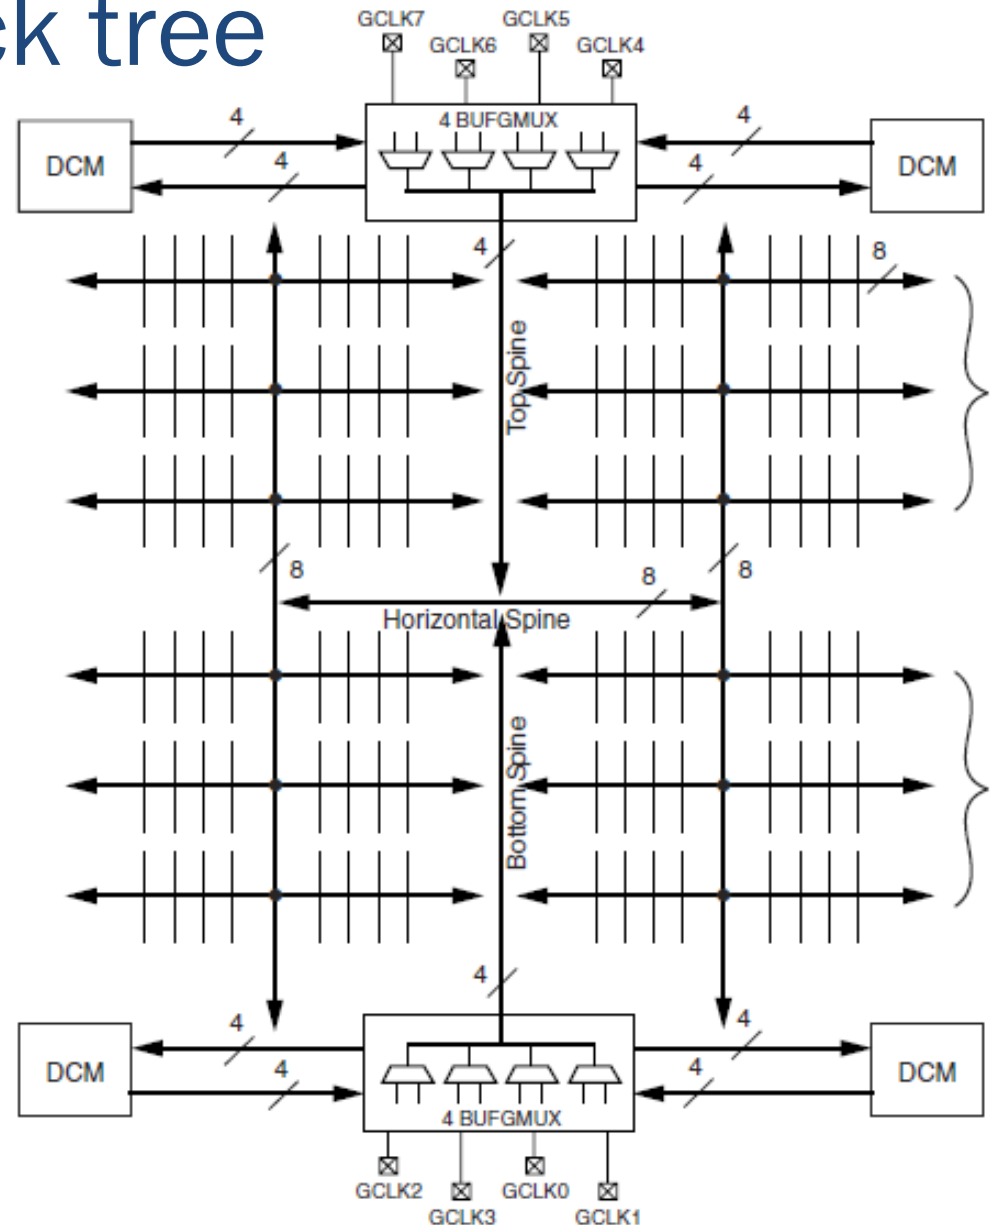 ck tree
GCLK7
GCLK5
GCLK6
GCLK4
4 BUFGMUX
4
4
DCM
DCM
4
4
4
8
Top Spine
8
8
8
Horizontal Spine
Bottom Spine
4
4
4
DCM
DCM
4
4
4 BUFGMUX
GCLK2
GCLK0
GCLK3
GCLK1